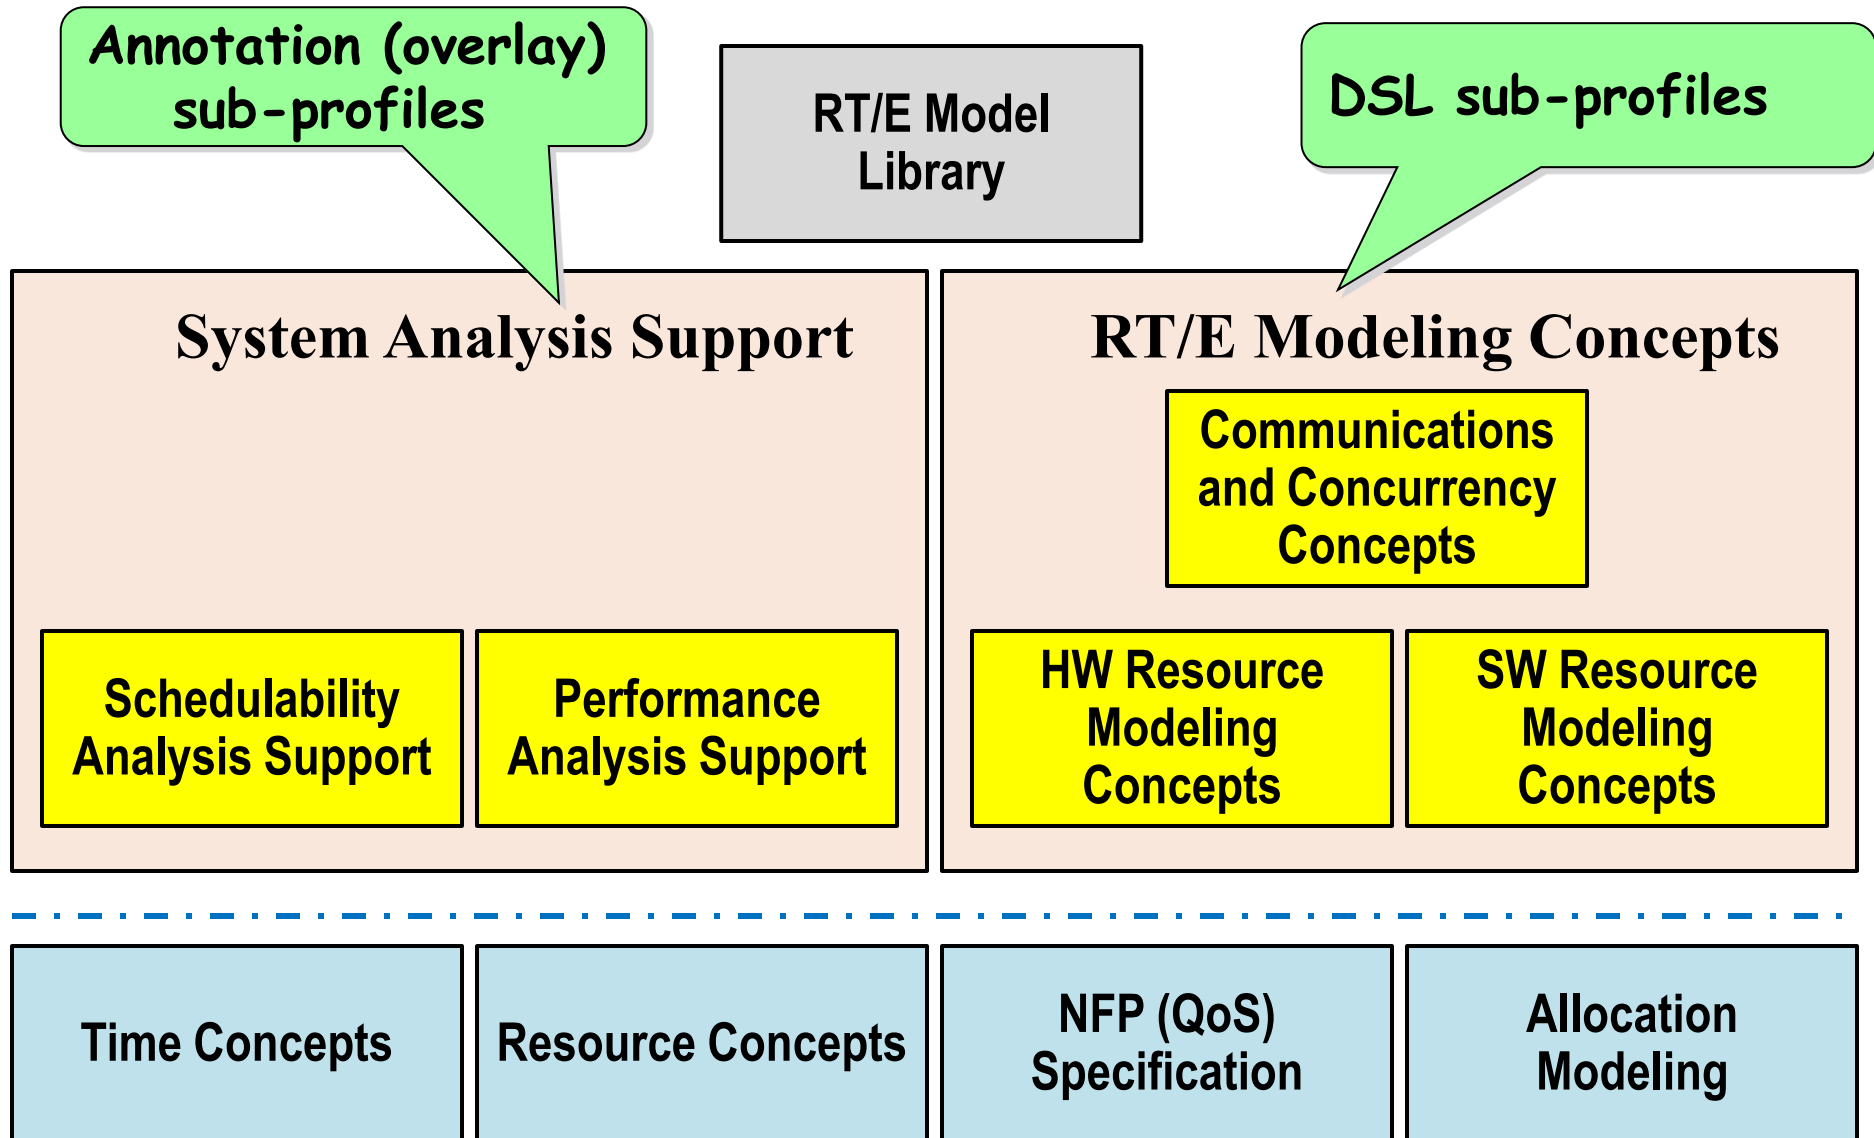 Annotation (overlay)
sub-profiles
RT/E Model
Library
DSL sub-profiles
System Analysis Support
RT/E Modeling Concepts
Communications
and Concurrency
Concepts
Schedulability
Analysis Support
Performance
Analysis Support
HW Resource
Modeling
Concepts
SW Resource
Modeling
Concepts
Time Concepts
Resource Concepts
NFP (QoS)
Specification
Allocation
Modeling